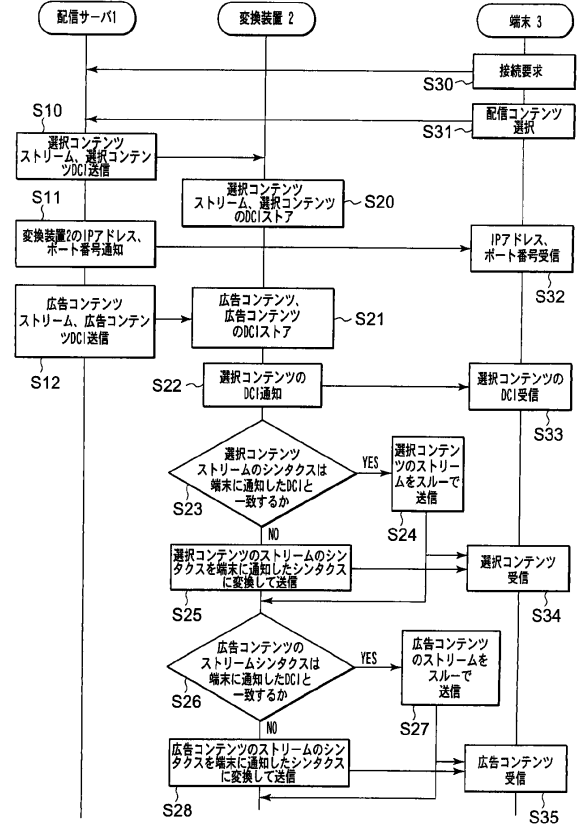 配信サーバ1
変換装置 2
端末 3
接続要求
S30
配信コンテンツ
選択
S31
S10
選択コンテンツ
ストリーム、選択コンテン
ツDCI送信
選択コンテンツ
ストリーム、選択コンテンツ
のDCIストア
S20
S11
変換装置2のIPアドレス、
ポート番号通知
IPアドレス、
ポート番号受信
S32
広告コンテンツ
ストリーム、広告コンテン
ツDCI送信
S12
広告コンテンツ、
広告コンテンツ
のDCIストア
S21
S22
選択コンテンツの
DCI通知
選択コンテンツの
DCI受信
S33
選択コンテンツ
ストリームのシンタクスは
端末に通知したDCIと
一致するか
S23
YES
選択コンテン
ツのストリー
ムをスルーで
送信
S24
NO
選択コンテンツのストリームのシン
タクスを端末に通知したシンタクス
に変換して送信
S25
選択コンテンツ
受信
S34
広告コンテンツの
ストリームシンタクスは
端末に通知したDCIと
一致するか
S26
YES
広告コンテンツ
のストリームを
スルーで
送信
S27
NO
広告コンテンツのストリームのシン
タクスを端末に通知したシンタクス
に変換して送信
S28
広告コンテンツ
受信
S35